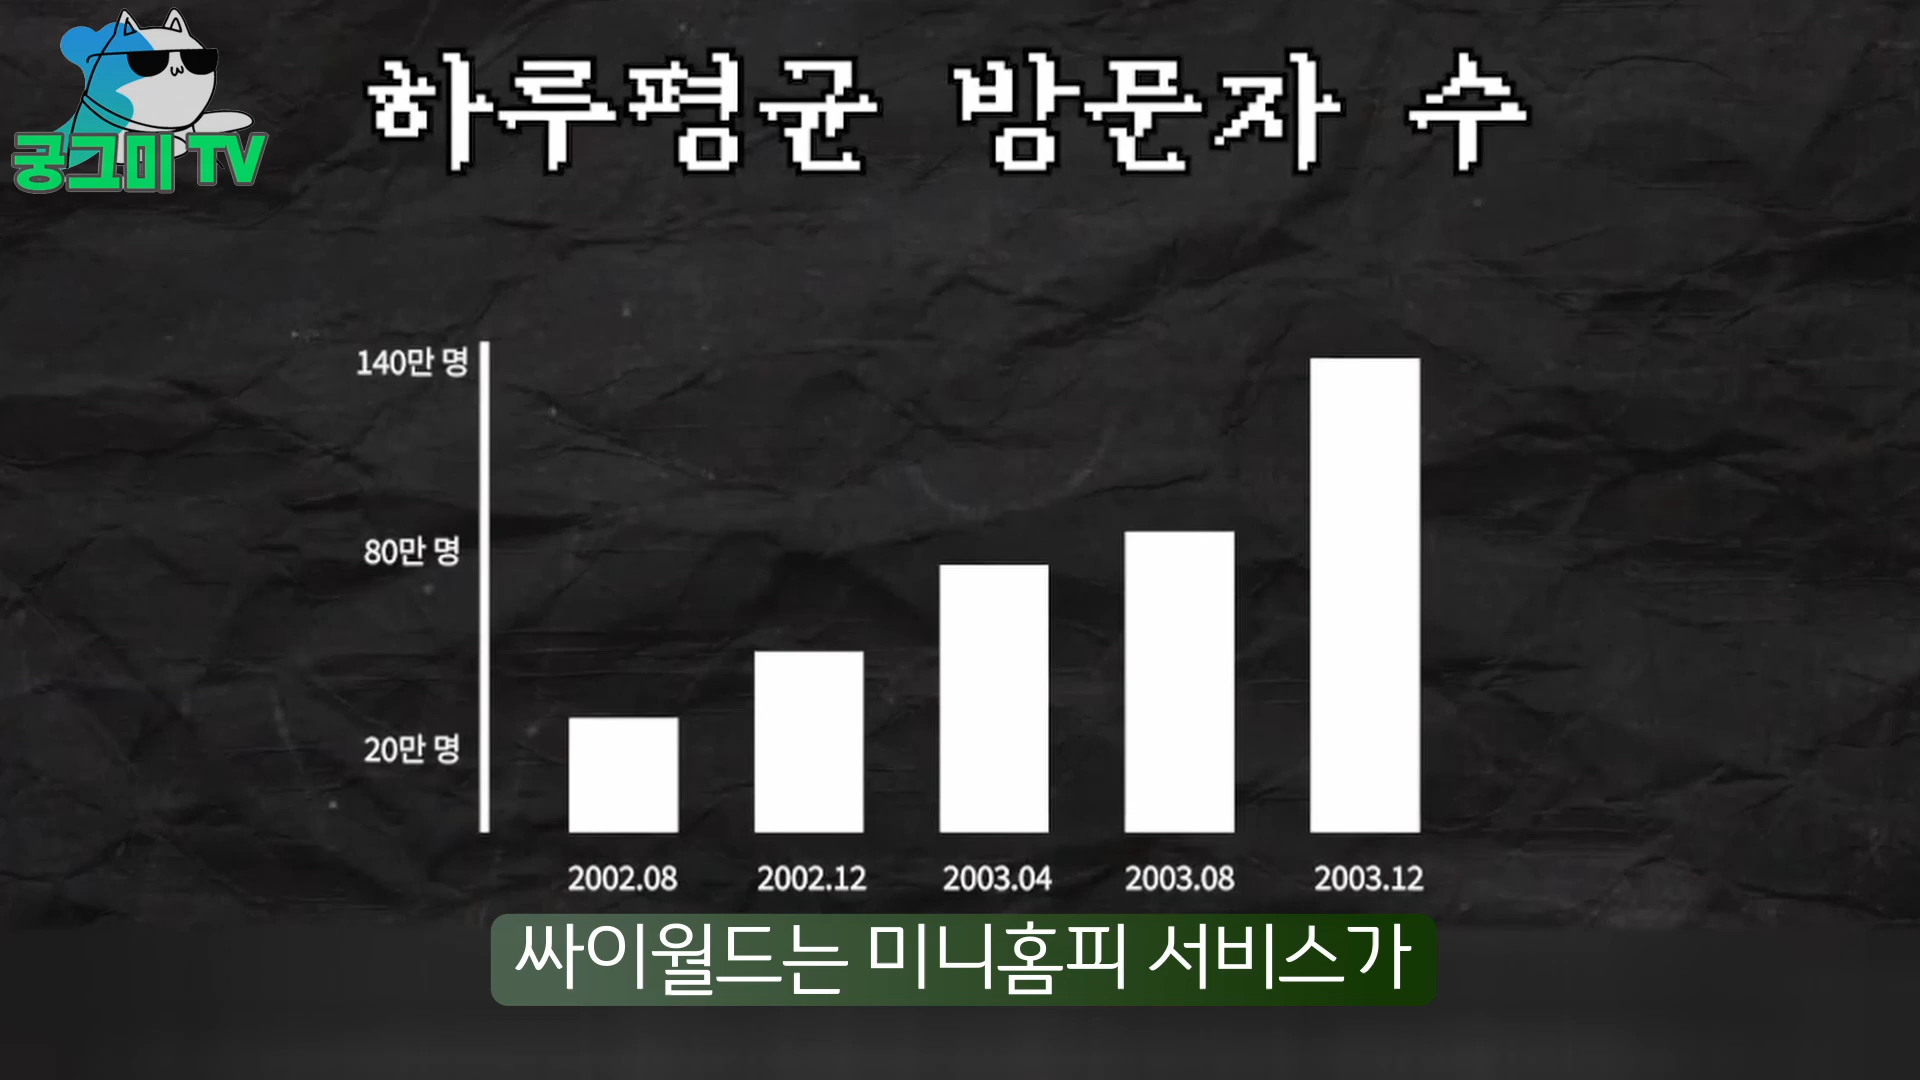 궁그미 TV
하루평균 방문자 수
140만 명
80만 명
20만 명
2002.08 2002.12 2003.04 2003.08 2003.12
싸이월드는 미니홈피 서비스가